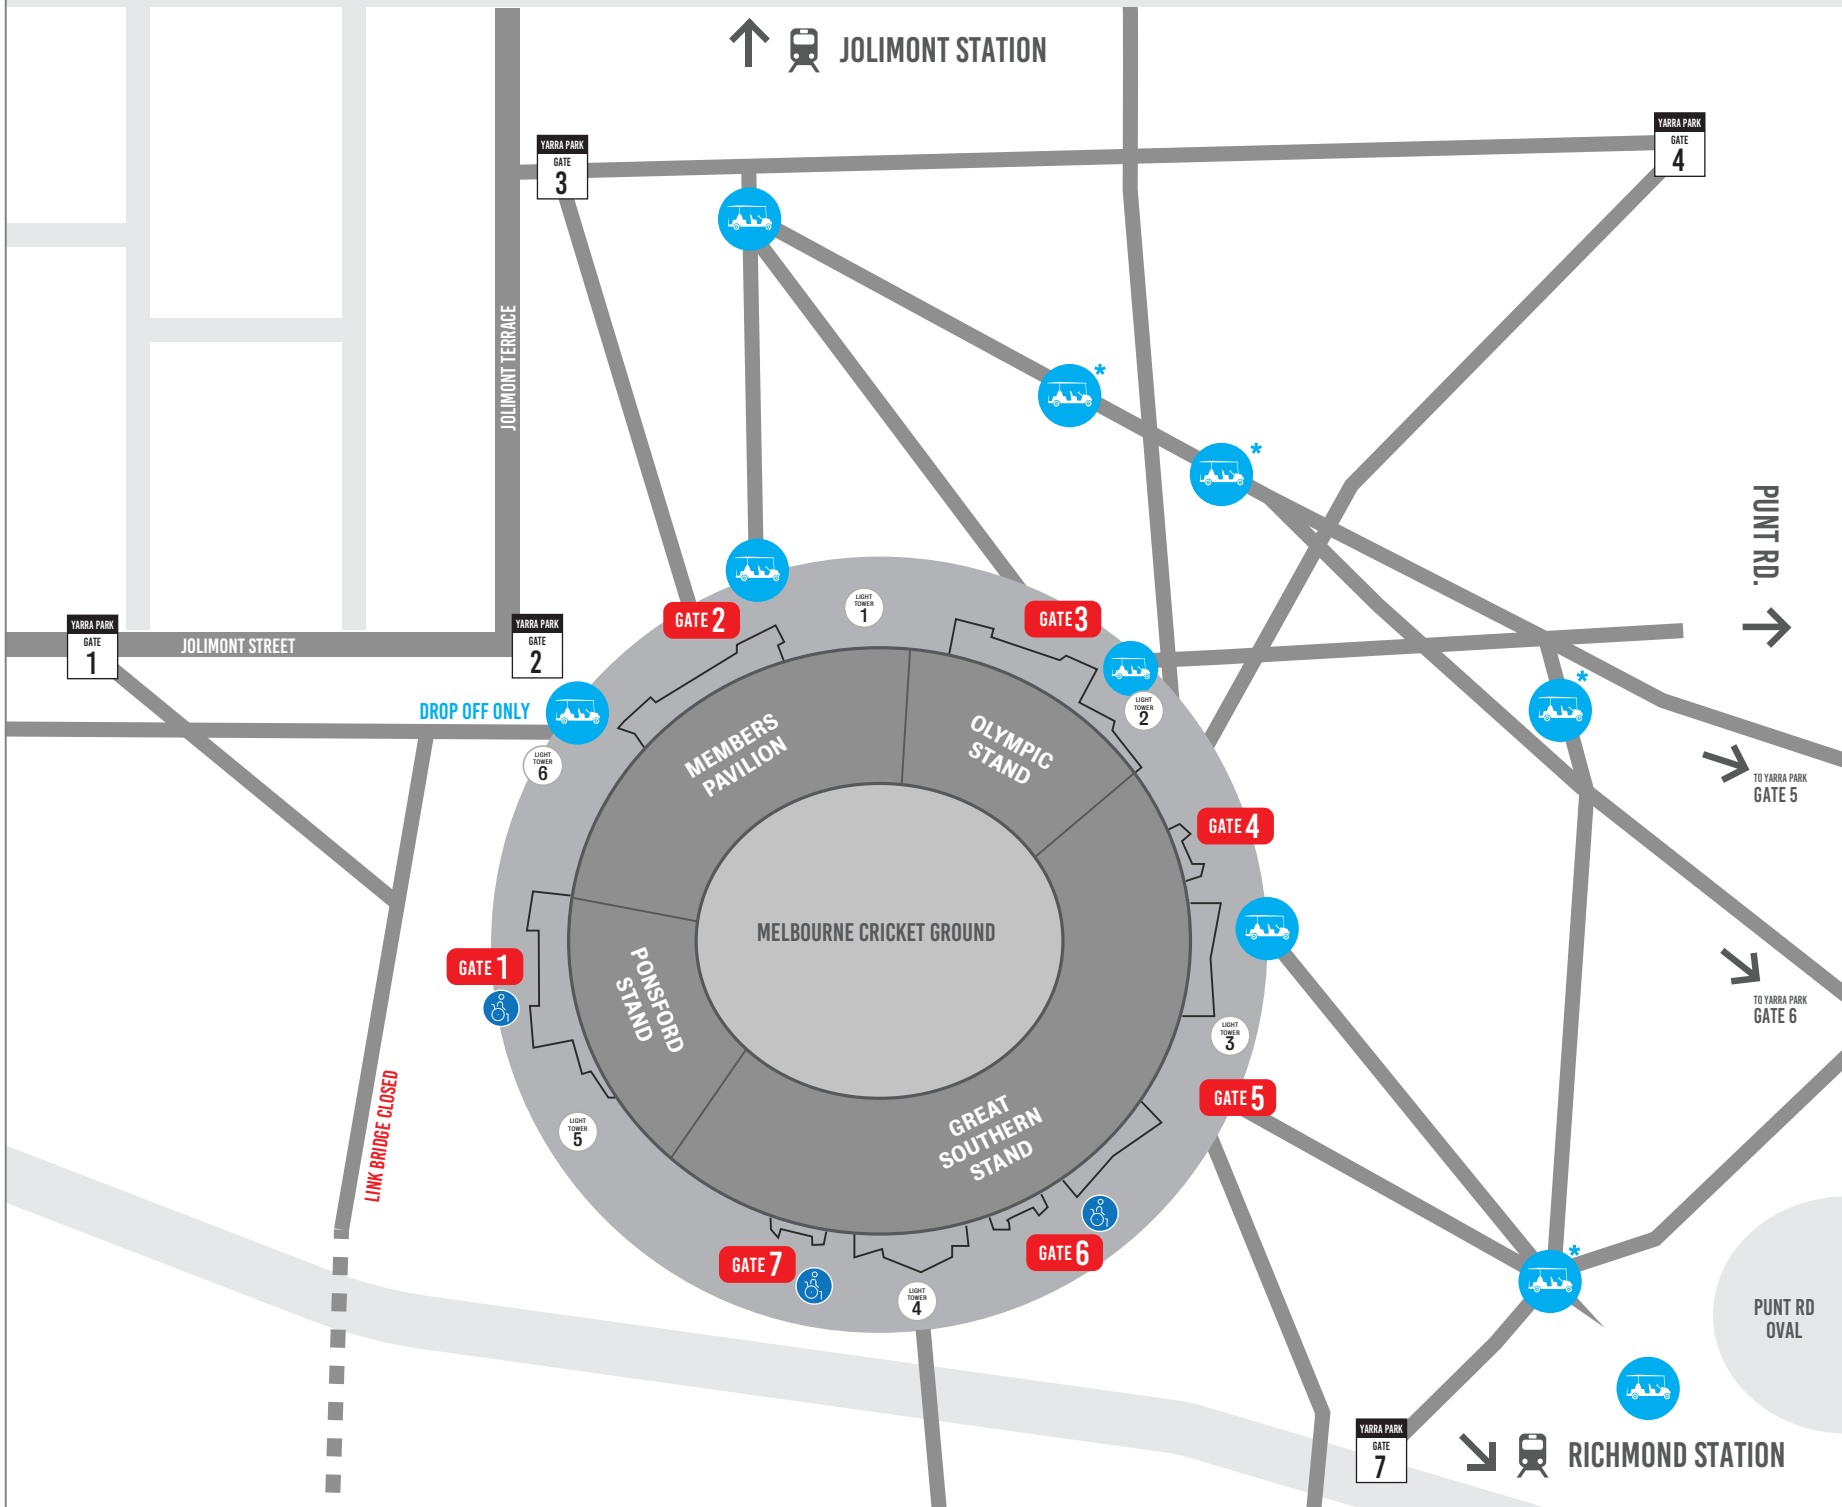 JOLIMONT STATION
YARRA PARK
GATE
4
YARRA PARK
GATE
3
JOLIMONT TERRACE
*
*
PUNT RD.
LIGHT
TOWER
1
GATE 2
GATE 3
YARRA PARK
GATE
1
JOLIMONT STREET
YARRA PARK
GATE
2
*
DROP OFF ONLY
LIGHT
TOWER
2
LIGHT
TOWER
6
MEMBERS
PAVILION
OLYMPIC
STAND
TO YARRA PARK
GATE 5
GATE 4
MELBOURNE CRICKET GROUND
GATE 1
PONSFORD
STAND
TO YARRA PARK
GATE 6
LIGHT
TOWER
3
LINK BRIDGE CLOSED
LIGHT
TOWER
5
GATE 5
GREAT
SOUTHERN
STAND
GATE 7
GATE 6
*
LIGHT
TOWER
4
PUNT RD
OVAL
YARRA PARK
GATE
7
RICHMOND STATION